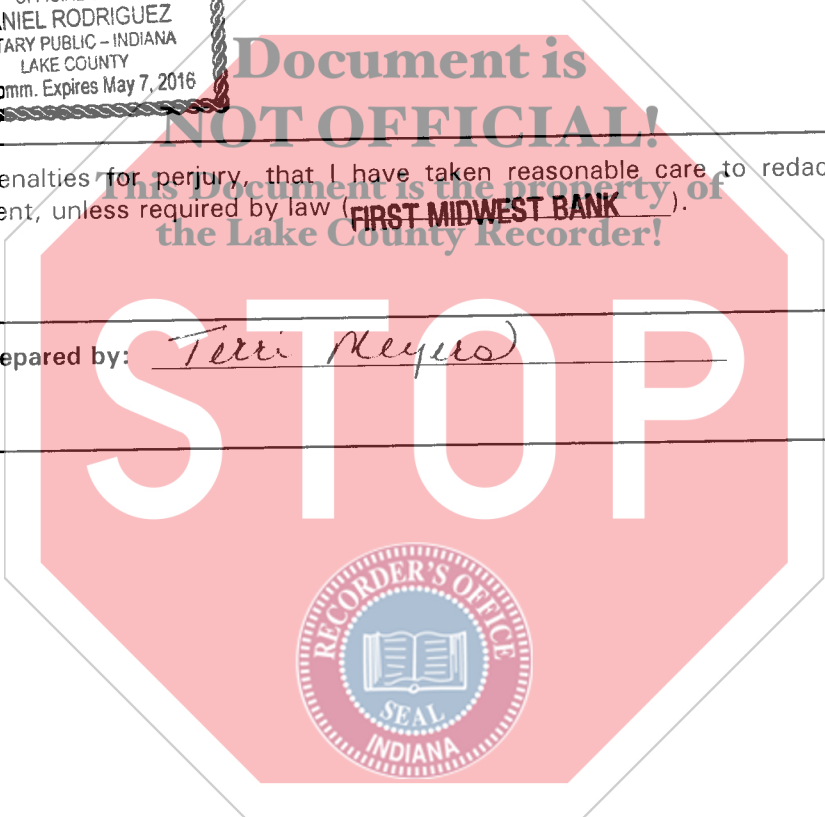 NIEL RODRIGUEZ
TARY PUBLIC – INDIANA
LAKE COUNTY
omm. Expires May 7, 2016
Document is
NOT OFFICIAL!
enalties for perjury, that I have taken reasonable care to redac
This Document is the property of
ent, unless required by law (FIRST MIDWEST BANK).
the Lake County Recorder!
epared by: Terri Meyers
STOP
RECORDER'S OFFICE
SEAL
INDIANA